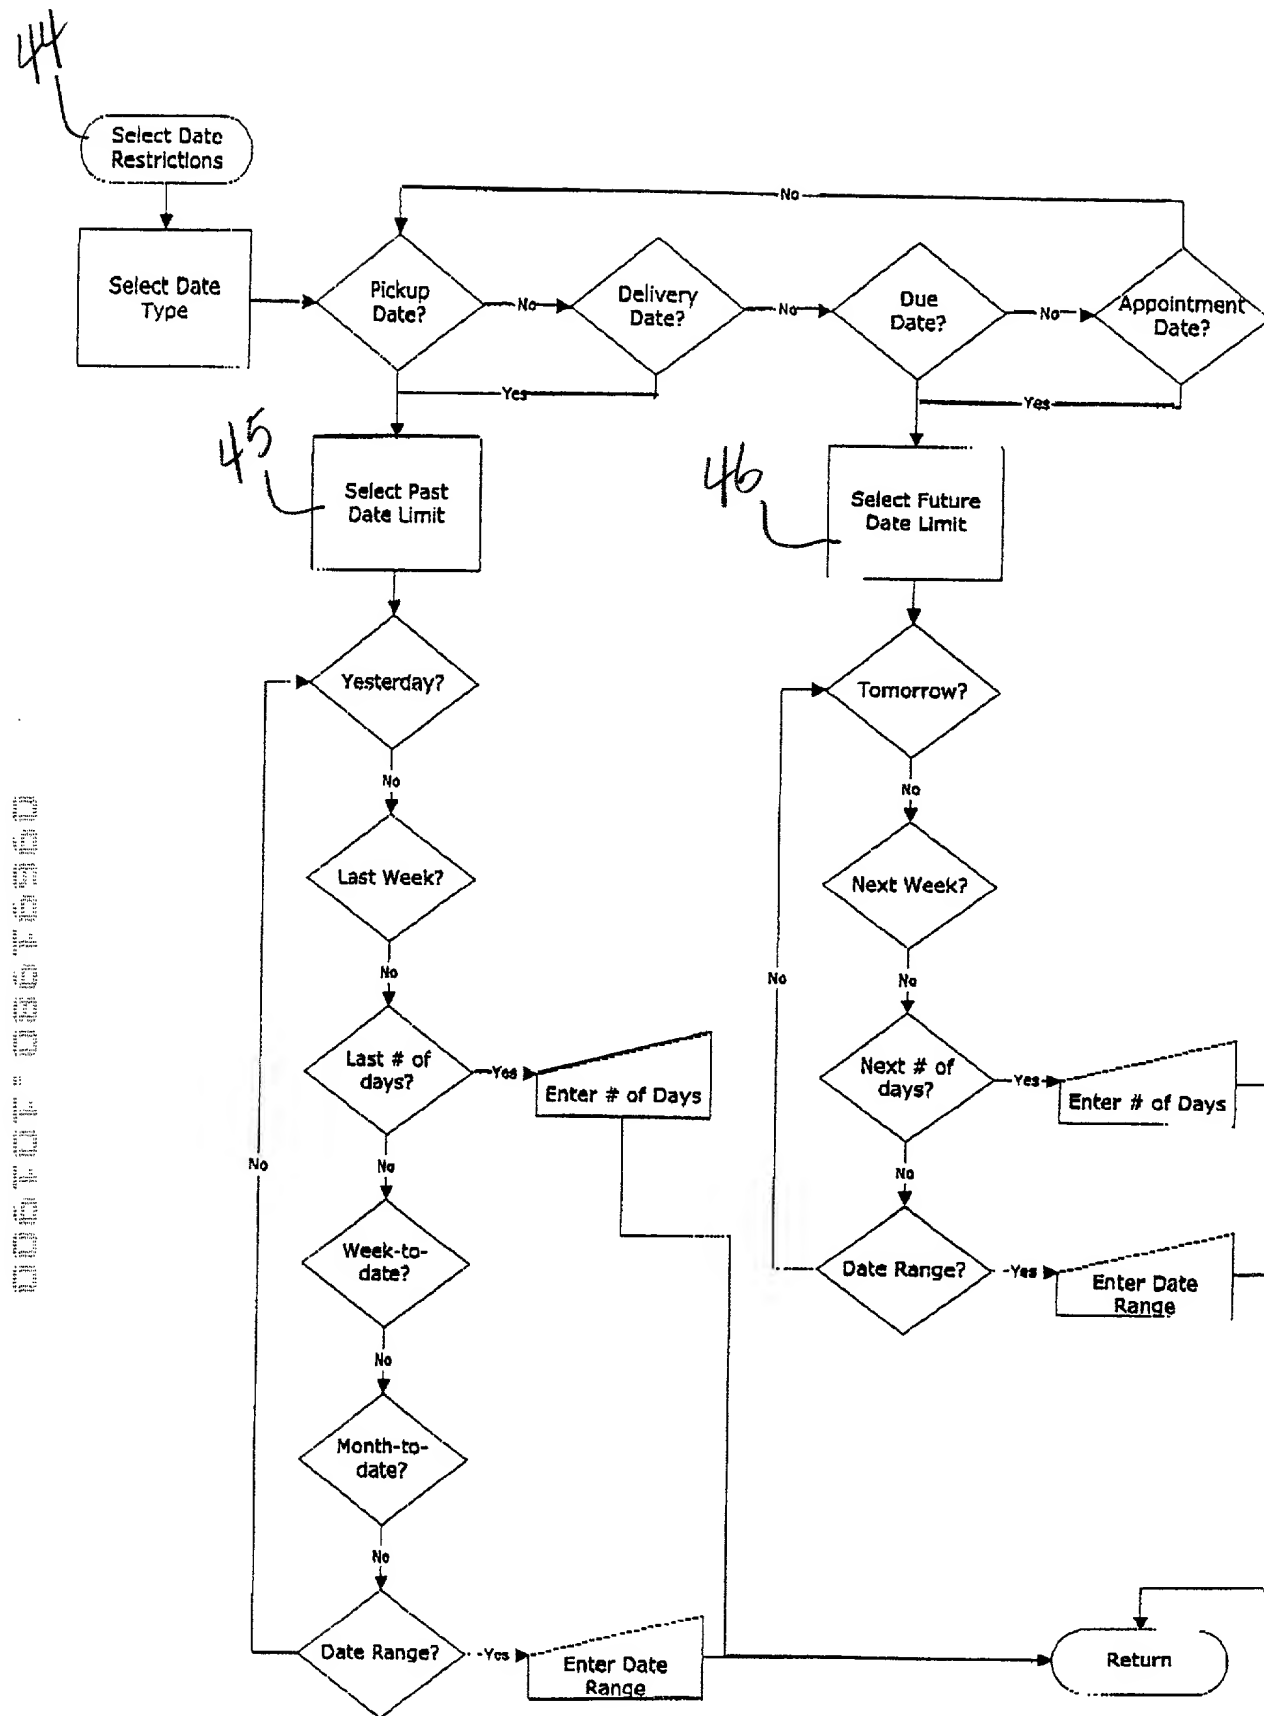 44
Select Date
Restrictions
No
Select Date
Type
Pickup
Date?
No
Delivery
Date?
No
Due
Date?
No
Appointment
Date?
Yes
Yes
45
Select Past
Date Limit
46
Select Future
Date Limit
Yesterday?
Tomorrow?
No
No
Last Week?
Next Week?
No
No
No
Last # of
days?
Yes
Enter # of Days
Next # of
days?
Yes
Enter # of Days
No
No
No
Week-to-
date?
Date Range?
Yes
Enter Date
Range
No
Month-to-
date?
No
Date Range?
Yes
Enter Date
Range
Return